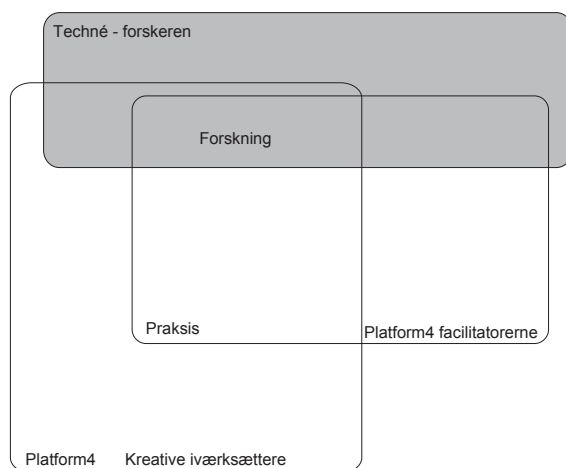 Techné - forskeren
Forskning
Praksis
Platform4 facilitatorerne
Platform4 Kreative iværksættere